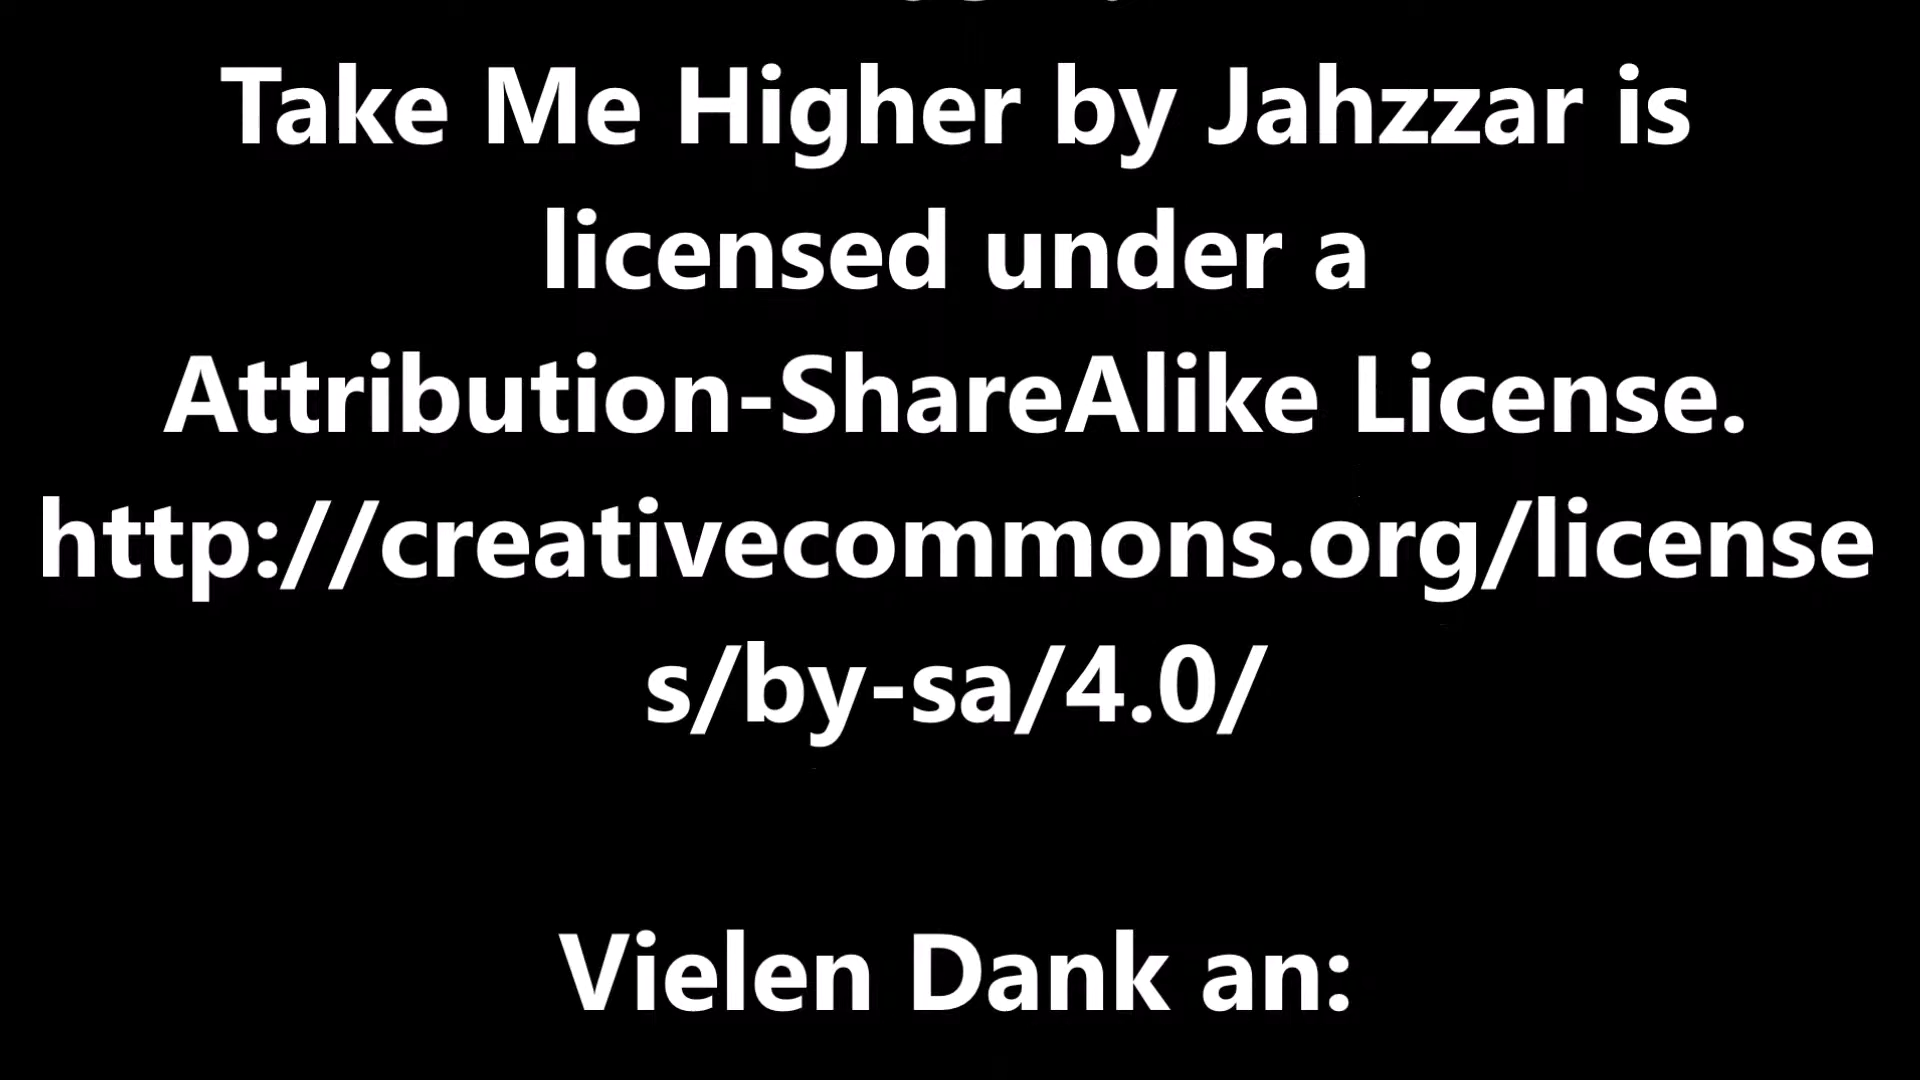 Take Me Higher by Jahzzar is
licensed under a
Attribution-ShareAlike License.
http://creativecommons.org/license
s/by-sa/4.0/
Vielen Dank an: